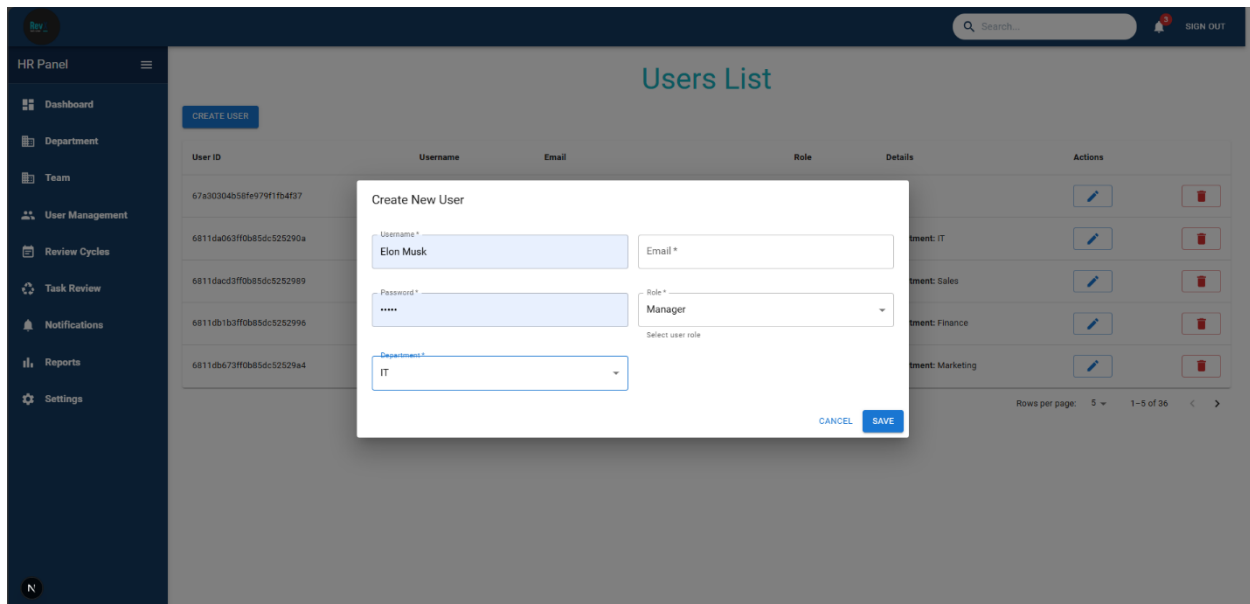 Rev
Search...
3
SIGN OUT
HR Panel
Users List
Dashboard
CREATE USER
Department
User ID Username Email Role Details Actions
Team
67a30304b58fe979f1fb4f37
Create New User
User Management
Username *
Elon Musk
Email *
6811da063ff0b85dc525290a
tment: IT
Review Cycles
6811dacd3ff0b85dc5252989
tment: Sales
Task Review
Password *
•••••
Role *
Manager
Select user role
Notifications
6811db1b3ff0b85dc5252996
tment: Finance
Reports
Department *
IT
6811db673ff0b85dc52529a4
tment: Marketing
Settings
Rows per page: 5 1–5 of 36
CANCEL SAVE
N